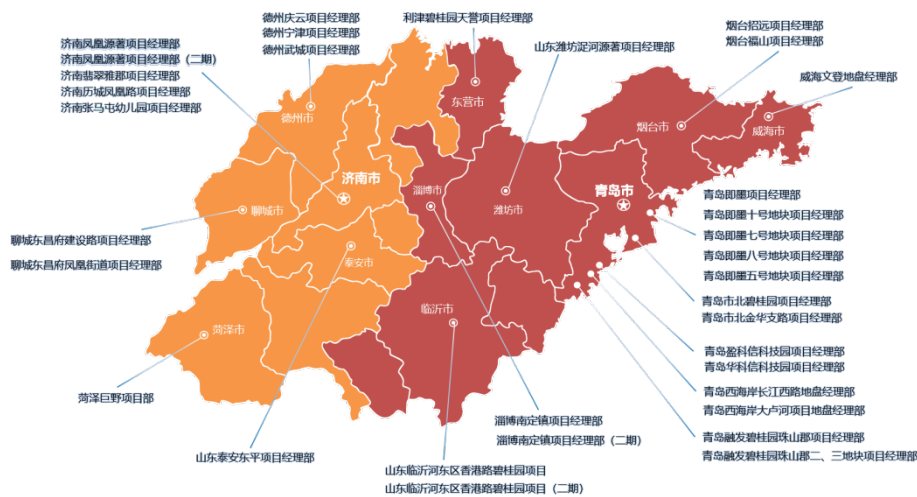 德州庆云项目经理部
德州宁津项目经理部
德州武城项目经理部
利津碧桂园天誉项目经理部
烟台招远项目经理部
烟台福山项目经理部
济南凤凰源著项目经理部
济南凤凰源著项目经理部（二期）
济南翡翠雅郡项目经理部
济南历城凤凰路项目经理部
济南张马屯幼儿园项目经理部
山东潍坊浞河源著项目经理部
威海文登地盘经理部
德州市
东营市
烟台市
威海市
济南市
淄博市
潍坊市
青岛市
聊城市
泰安市
临沂市
菏泽市
聊城东昌府建设路项目经理部
聊城东昌府凤凰街道项目经理部
青岛即墨项目经理部
青岛即墨十号地块项目经理部
青岛即墨七号地块项目经理部
青岛即墨八号地块项目经理部
青岛即墨五号地块项目经理部
青岛市北碧桂园项目经理部
青岛市北金华支路项目经理部
青岛盈科信科技园项目经理部
青岛华科信科技园项目经理部
青岛西海岸长江西路地盘经理部
青岛西海岸大卢河项目地盘经理部
青岛融发碧桂园珠山郡项目经理部
青岛融发碧桂园珠山郡二、三地块项目经理部
菏泽巨野项目部
山东泰安东平项目经理部
淄博南定镇项目经理部
淄博南定镇项目经理部（二期）
山东临沂河东区香港路碧桂园项目
山东临沂河东区香港路碧桂园项目（二期）